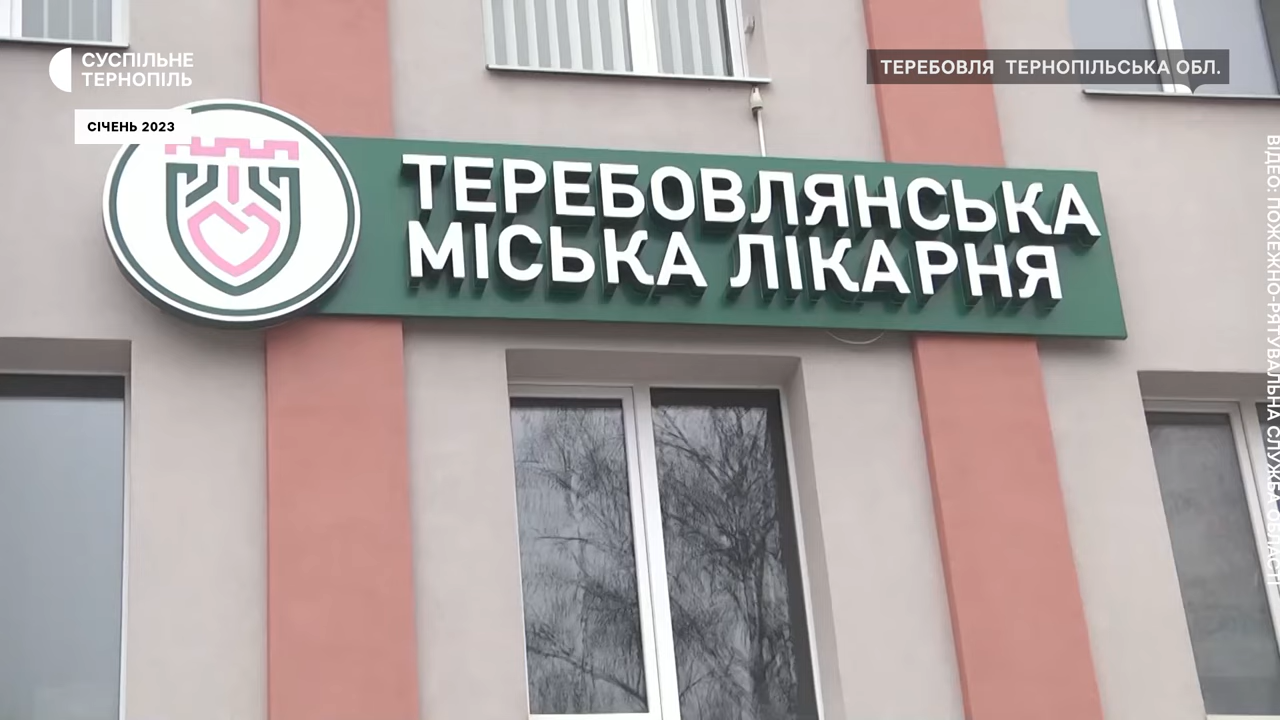 СУСПІЛЬНЕ
ТЕРНОПІЛЬ
ТЕРЕБОВЛЯ ТЕРНОПІЛЬСЬКА ОБЛ.
СІЧЕНЬ 2023
ТЕРЕБОВЛЯНСЬКА
МІСЬКА ЛІКАРНЯ
ВІДЕО: ПОЖЕЖНО-РЯТУВАЛЬНА СЛУЖБА ОБЛАСТІ